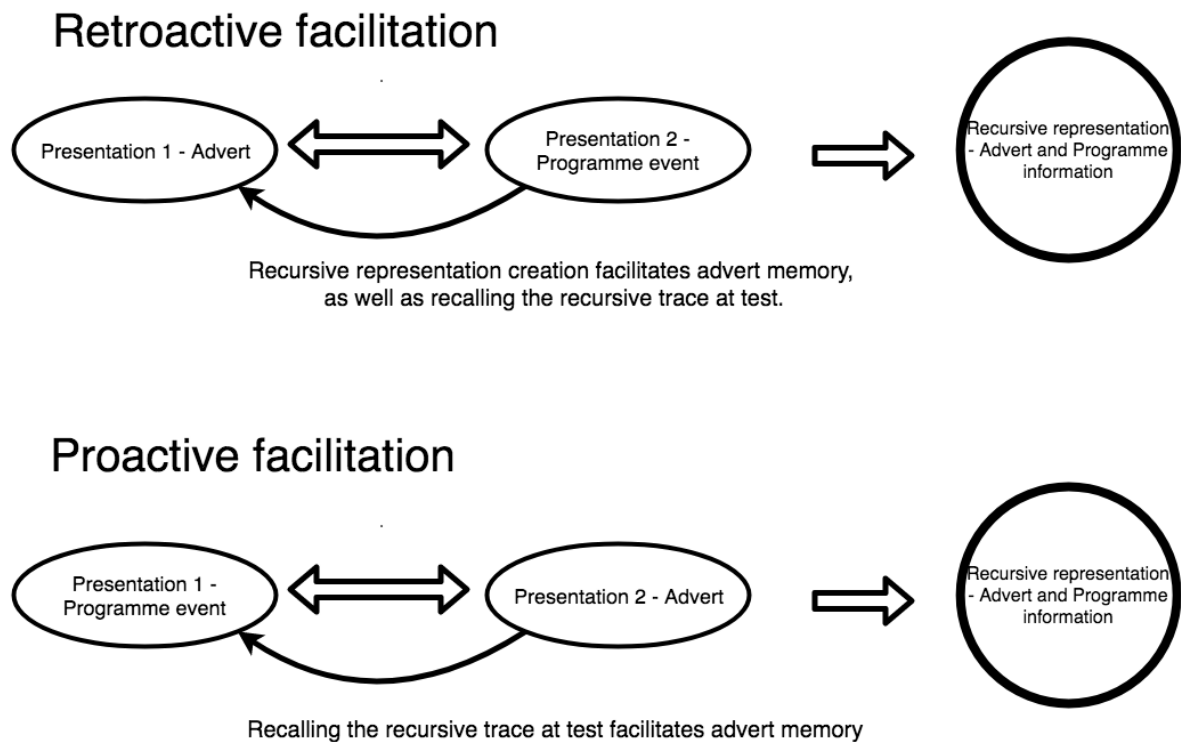 Retroactive facilitation
Presentation 1 - Advert
Presentation 2 -
Programme event
Recursive representation
- Advert and Programme
information
Recursive representation creation facilitates advert memory,
as well as recalling the recursive trace at test.
Proactive facilitation
Presentation 1 -
Programme event
Presentation 2 - Advert
Recursive representation
- Advert and Programme
information
Recalling the recursive trace at test facilitates advert memory